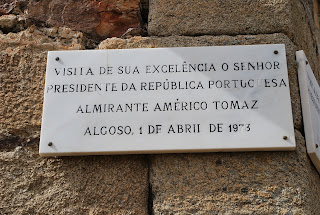 VISITA DE SUA EXCELÊNCIA O SENHOR
PRESIDENTE DA REPÚBLICA PORTUGUESA
ALMIRANTE AMÉRICO TOMAZ
ALGOSO, 1 DE ABRIL DE 1973